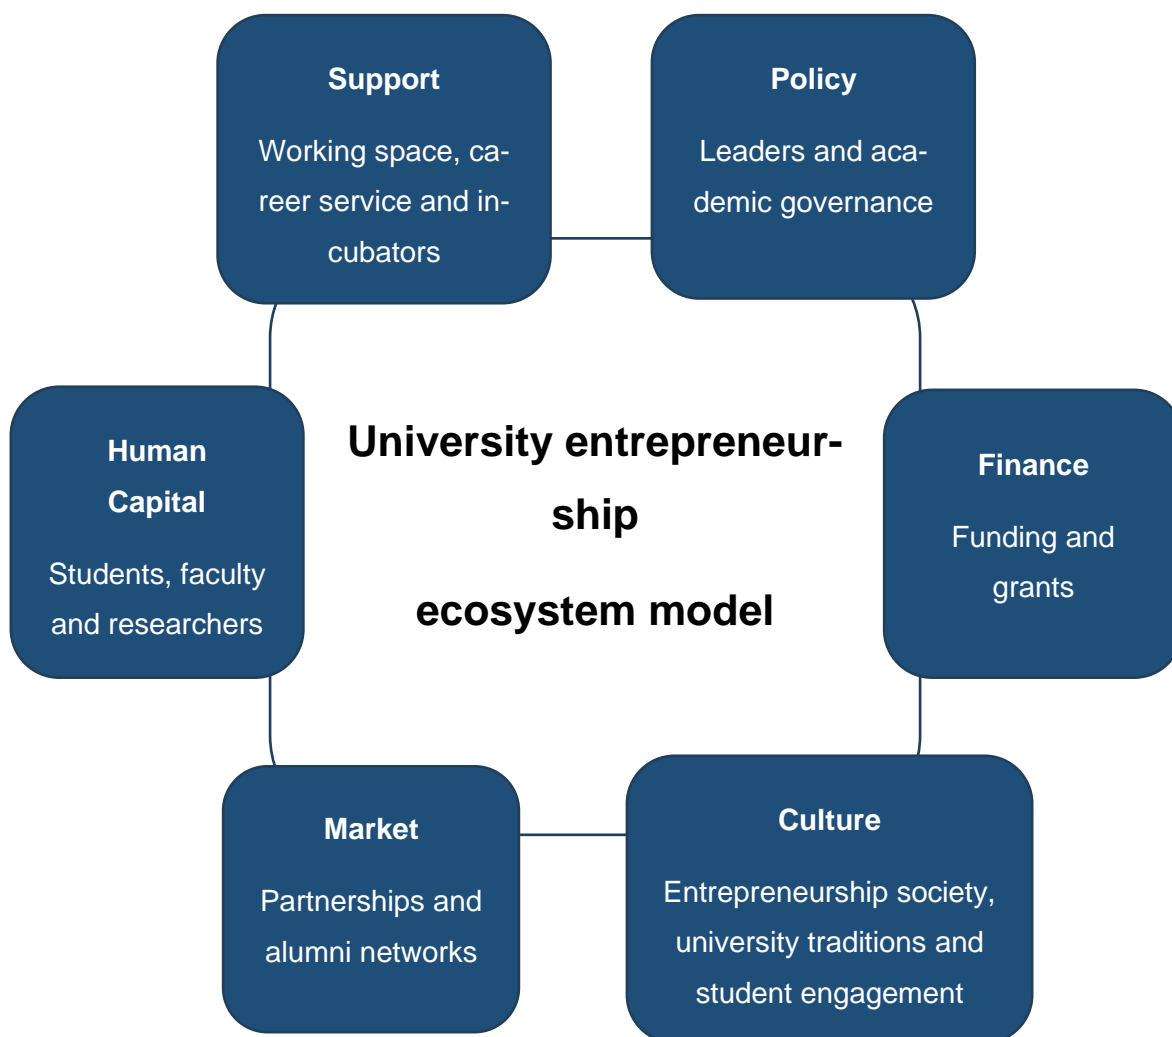 Support
Working space, ca-
reer service and in-
cubators
Policy
Leaders and aca-
demic governance
Human
Capital
Students, faculty
and researchers
University entrepreneur-
ship
ecosystem model
Finance
Funding and
grants
Market
Partnerships and
alumni networks
Culture
Entrepreneurship society,
university traditions and
student engagement